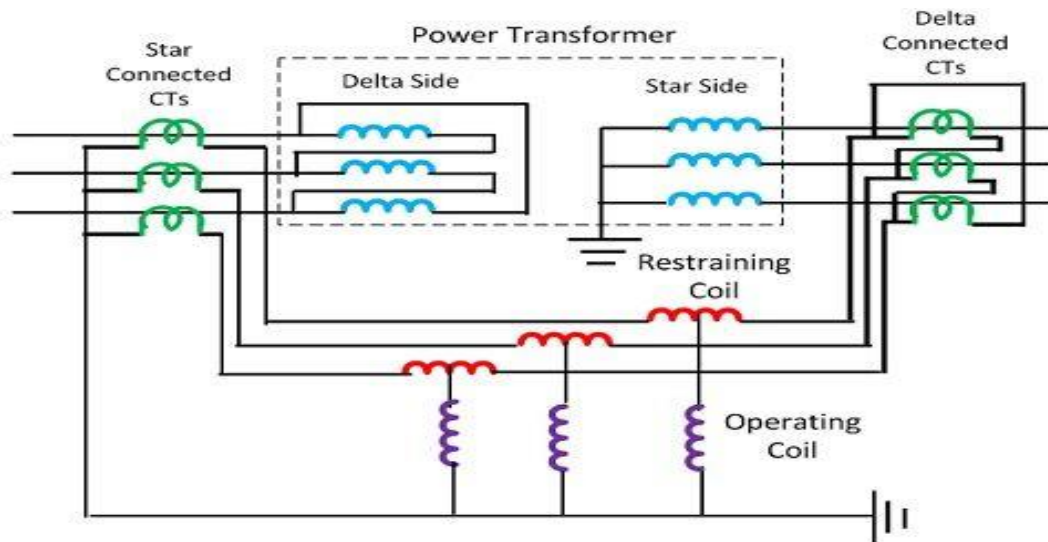 Star
Connected
CTs
Power Transformer
Delta Side
Star Side
Delta
Connected
CTs
Restraining
Coil
Operating
Coil